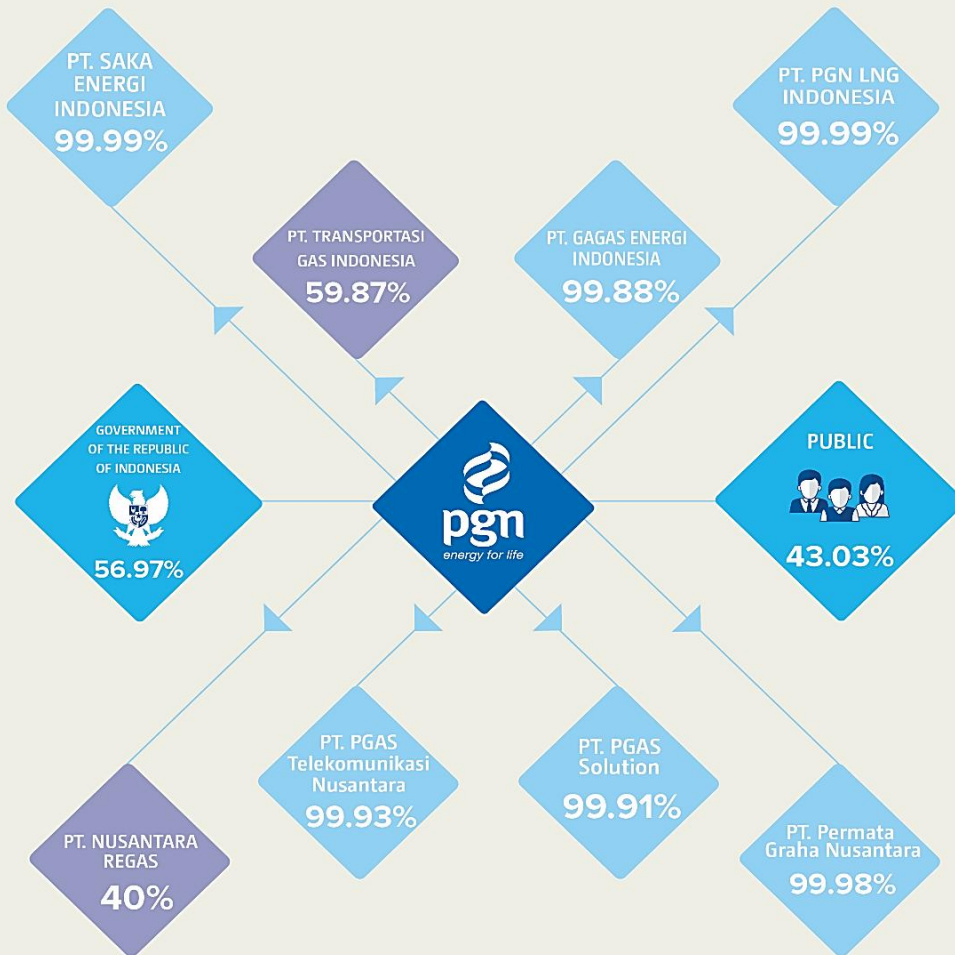 PT. SAKA
ENERGI
INDONESIA
99.99%
PT. PGN LNG
INDONESIA
99.99%
PT. TRANSPORTASI
GAS INDONESIA
59.87%
PT. GAGAS ENERGI
INDONESIA
99.88%
GOVERNMENT
OF THE REPUBLIC
OF INDONESIA
56.97%
pgn
energy for life
PUBLIC
43.03%
PT. NUSANTARA
REGAS
40%
PT. PGAS
Telekomunikasi
Nusantara
99.93%
PT. PGAS
Solution
99.91%
PT. Permata
Graha Nusantara
99.98%